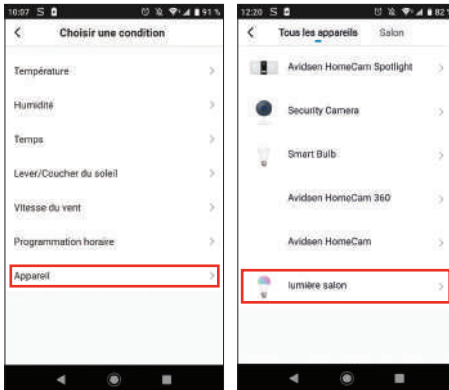 10:07 S 91 %
Choisir une condition
Température
Humidité
Temps
Lever/Coucher du soleil
Vitesse du vent
Programmation horaire
Appareil
12:20 S 82 %
Tous les appareils Salon
Avidsen HomeCam Spotlight
Security Camera
Smart Bulb
Avidsen HomeCam 360
Avidsen HomeCam
lumière salon